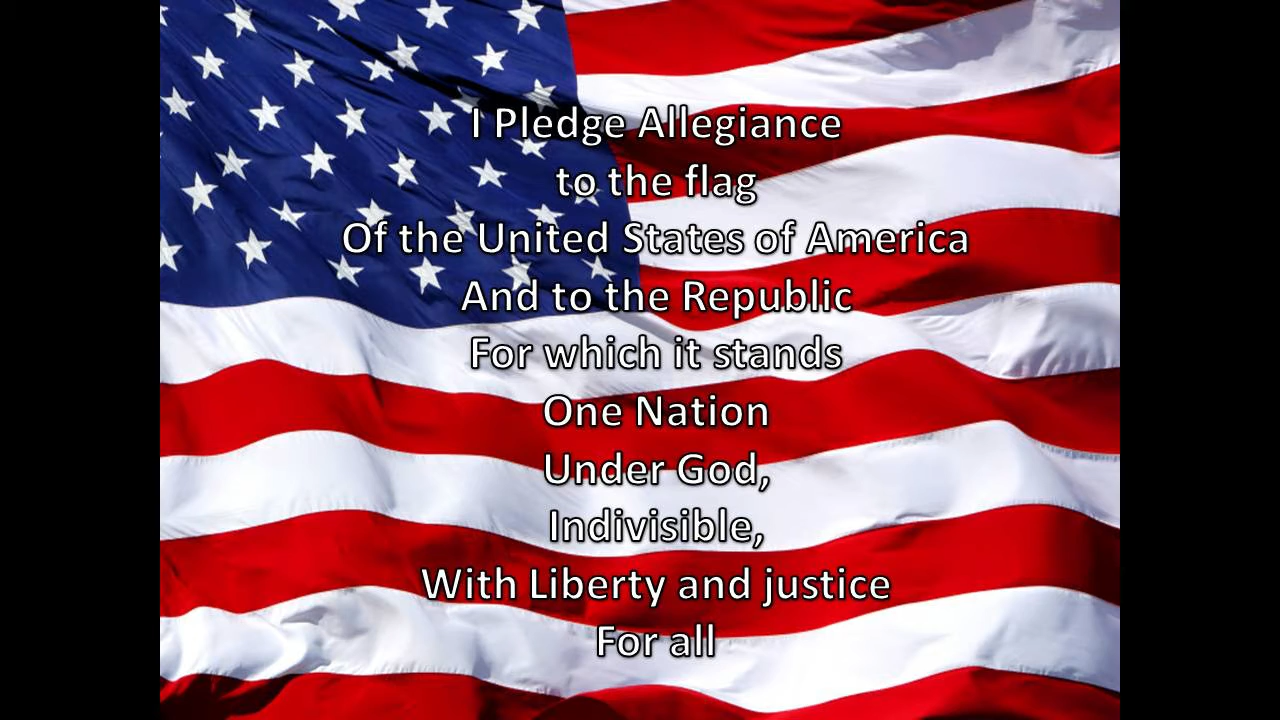 I Pledge Allegiance
to the flag
Of the United States of America
And to the Republic
For which it stands
One Nation
Under God,
Indivisible,
With Liberty and justice
For all